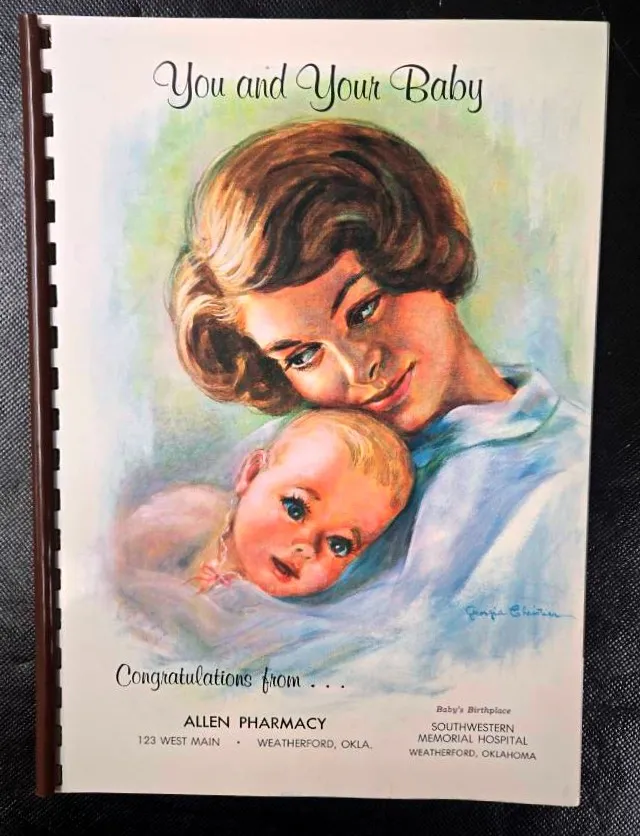 You and Your Baby
Congratulations from . . .
ALLEN PHARMACY
123 WEST MAIN • WEATHERFORD, OKLA.
Baby's Birthplace
SOUTHWESTERN
MEMORIAL HOSPITAL
WEATHERFORD, OKLAHOMA